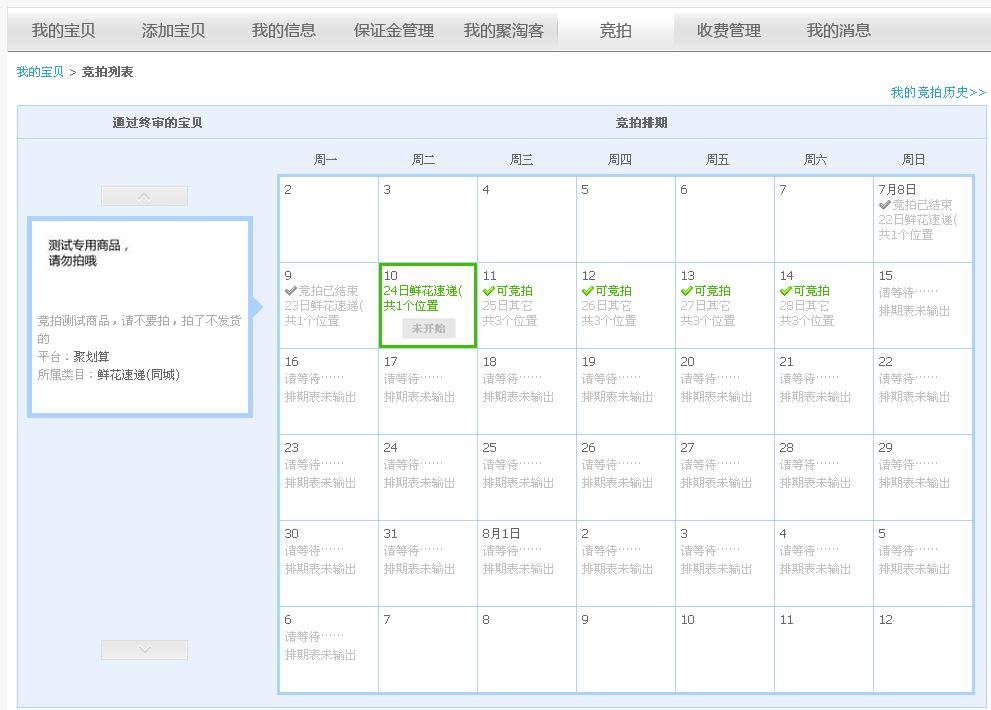 我的宝贝 添加宝贝 我的信息 保证金管理 我的聚淘客 竞拍 收费管理 我的消息
我的宝贝 > 竞拍列表
我的竞拍历史>>
通过终审的宝贝 竞拍排期
测试专用商品，
请勿拍哦
竞拍测试商品，请不要拍，拍了不发货
的
平台：聚划算
所属类目：鲜花速递(同城)
周一 周二 周三 周四 周五 周六 周日
2 3 4 5 6 7 7月8日
竞拍已结束
22日鲜花速递(
共1个位置
9 10 11 12 13 14 15
竞拍已结束 24日鲜花速递( 可竞拍 可竞拍 可竞拍 可竞拍 请等待……
23日鲜花速递( 共1个位置 25日其它 26日其它 27日其它 28日其它 排期表未输出
共1个位置 未开始 共3个位置 共3个位置 共3个位置 共3个位置
16 17 18 19 20 21 22
请等待…… 请等待…… 请等待…… 请等待…… 请等待…… 请等待…… 请等待……
排期表未输出 排期表未输出 排期表未输出 排期表未输出 排期表未输出 排期表未输出 排期表未输出
23 24 25 26 27 28 29
请等待…… 请等待…… 请等待…… 请等待…… 请等待…… 请等待…… 请等待……
排期表未输出 排期表未输出 排期表未输出 排期表未输出 排期表未输出 排期表未输出 排期表未输出
30 31 8月1日 2 3 4 5
请等待…… 请等待…… 请等待…… 请等待…… 请等待…… 请等待…… 请等待……
排期表未输出 排期表未输出 排期表未输出 排期表未输出 排期表未输出 排期表未输出 排期表未输出
6 7 8 9 10 11 12
请等待……
排期表未输出